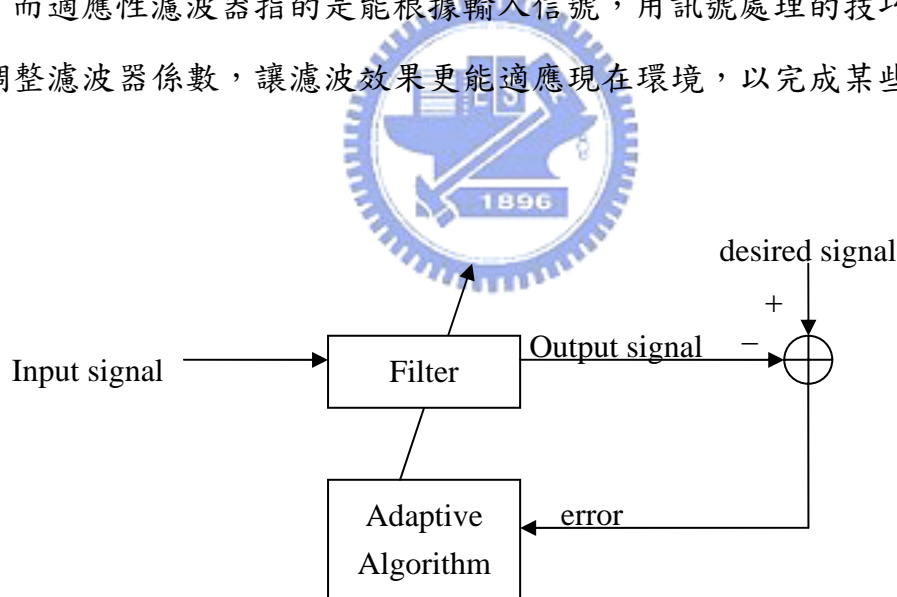 而適應性濾波器指的是能根據輸入信號，用訊號處理的技巧
調整濾波器係數，讓濾波效果更能適應現在環境，以完成某些
E S
1896
desired signal
+
Input signal
Filter
Output signal
−
Adaptive
Algorithm
error